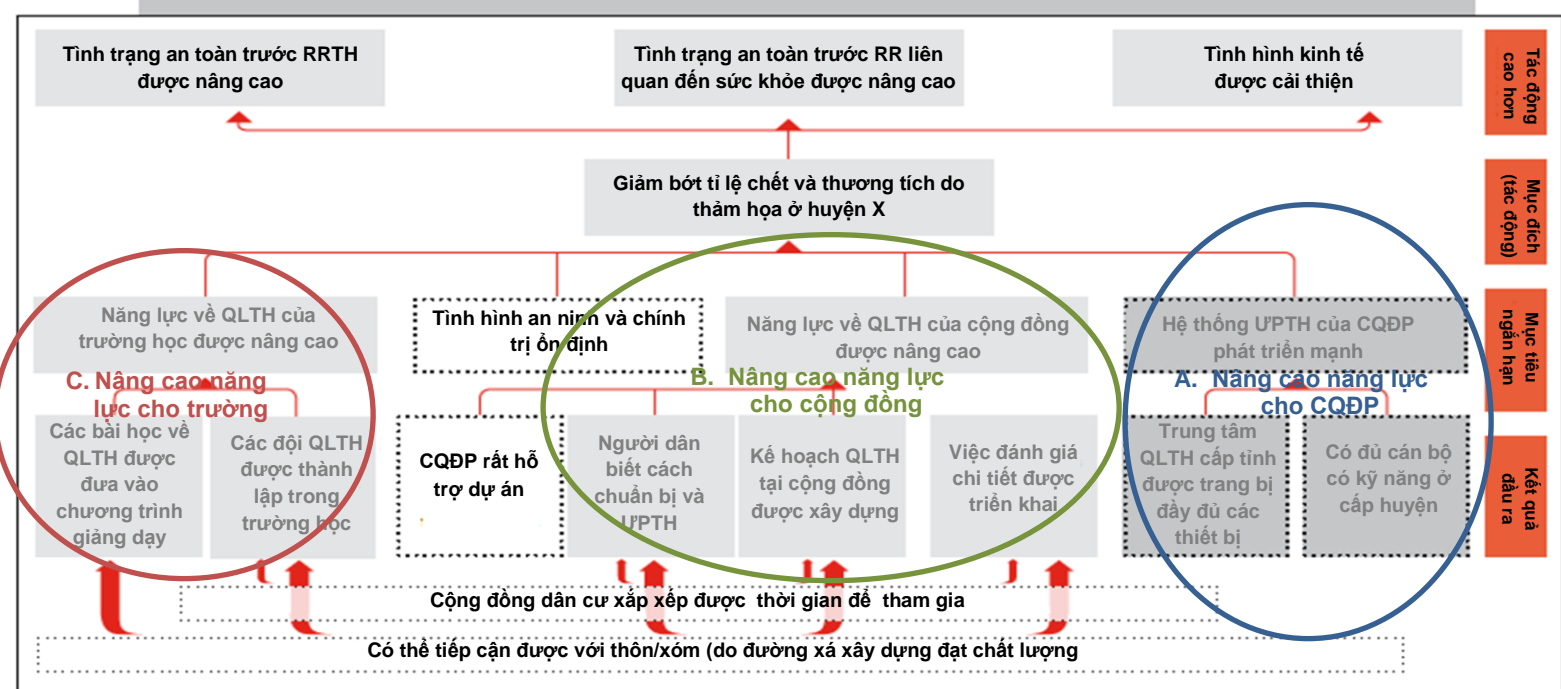 Tình trạng an toàn trước RRTH
được nâng cao
Tình trạng an toàn trước RR liên
quan đến sức khỏe được nâng cao
Tình hình kinh tế
được cải thiện
Tác động
cao hơn
Giảm bớt tỉ lệ chết và thương tích do
thảm họa ở huyện X
Mục đích
(tác động)
Năng lực về QLTH của
trường học được nâng cao
Tình hình an ninh và chính
trị ổn định
Năng lực về QLTH của cộng đồng
được nâng cao
Hệ thống ƯPTH của CQĐP
phát triển mạnh
Mục tiêu
ngắn hạn
C. Nâng cao năng
lực cho trường
B. Nâng cao năng lực
cho cộng đồng
A. Nâng cao năng lực
cho CQĐP
Các bài học về
QLTH được
đưa vào
chương trình
giảng dạy
Các đội QLTH
được thành
lập trong
trường học
CQĐP rất hỗ
trợ dự án
Người dân
biết cách
chuẩn bị và
ƯPTH
Kế hoạch QLTH
tại cộng đồng
được xây dựng
Việc đánh giá
chi tiết được
triển khai
Trung tâm
QLTH cấp tỉnh
được trang bị
đầy đủ các
thiết bị
Có đủ cán bộ
có kỹ năng ở
cấp huyện
Kết quả
đầu ra
Cộng đồng dân cư xắp xếp được thời gian để tham gia
Có thể tiếp cận được với thôn/xóm (do đường xá xây dựng đạt chất lượng